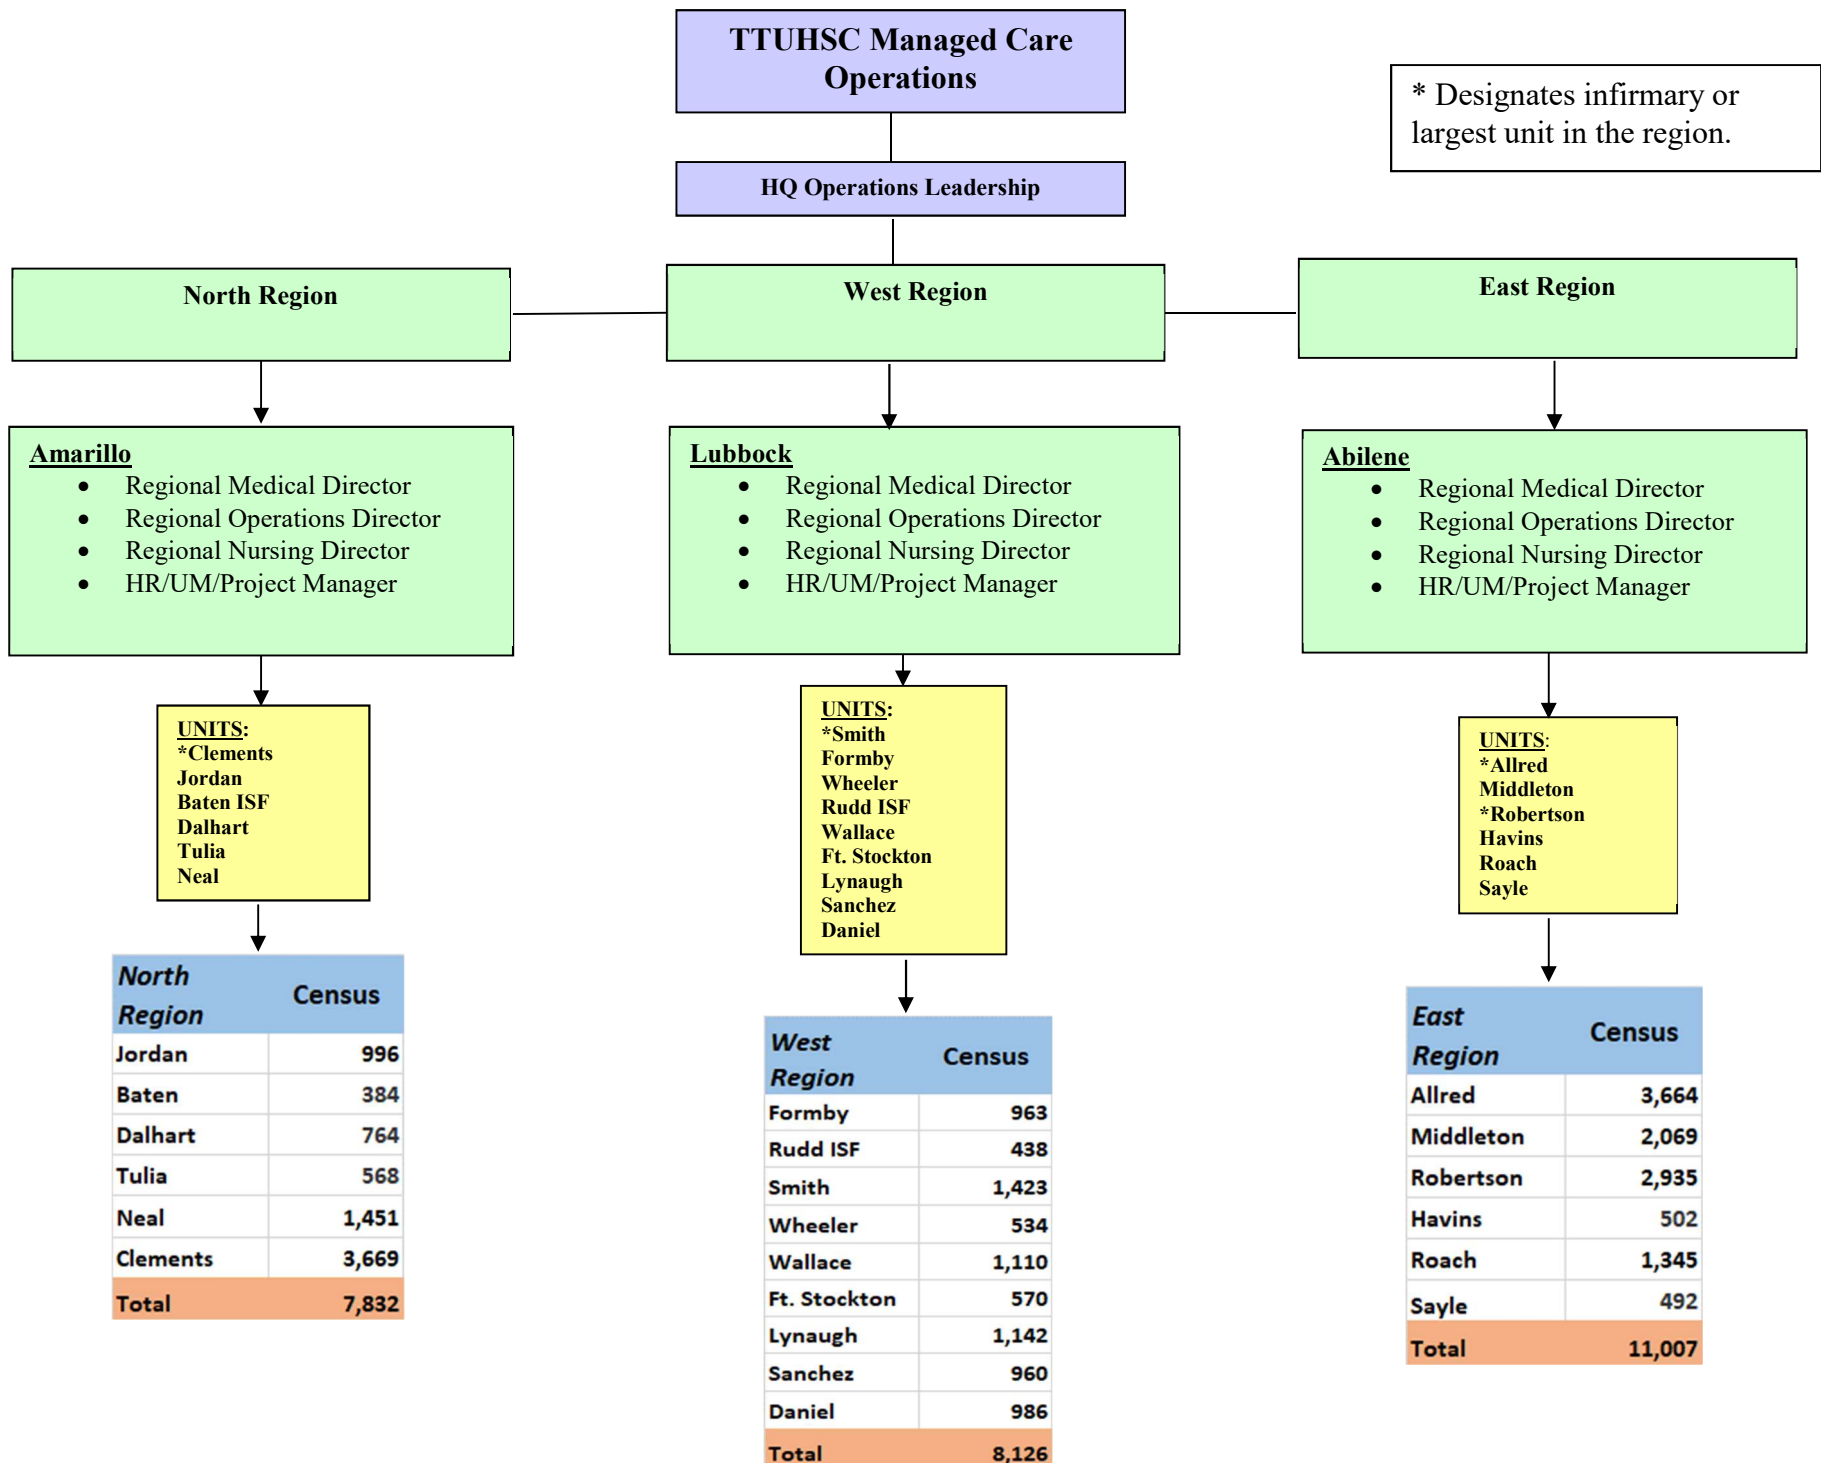 TTUHSC Managed Care
Operations
* Designates infirmary or
largest unit in the region.
HQ Operations Leadership
North Region
West Region
East Region
Amarillo
• Regional Medical Director
• Regional Operations Director
• Regional Nursing Director
• HR/UM/Project Manager
Lubbock
• Regional Medical Director
• Regional Operations Director
• Regional Nursing Director
• HR/UM/Project Manager
Abilene
• Regional Medical Director
• Regional Operations Director
• Regional Nursing Director
• HR/UM/Project Manager
UNITS:
*Clements
Jordan
Baten ISF
Dalhart
Tulia
Neal
UNITS:
*Smith
Formby
Wheeler
Rudd ISF
Wallace
Ft. Stockton
Lynaugh
Sanchez
Daniel
UNITS:
*Allred
Middleton
*Robertson
Havins
Roach
Sayle
North
Region Census
Jordan 996
Baten 384
Dalhart 764
Tulia 568
Neal 1,451
Clements 3,669
Total 7,832
West
Region Census
Formby 963
Rudd ISF 438
Smith 1,423
Wheeler 534
Wallace 1,110
Ft. Stockton 570
Lynaugh 1,142
Sanchez 960
Daniel 986
Total 8,126
East
Region Census
Allred 3,664
Middleton 2,069
Robertson 2,935
Havins 502
Roach 1,345
Sayle 492
Total 11,007